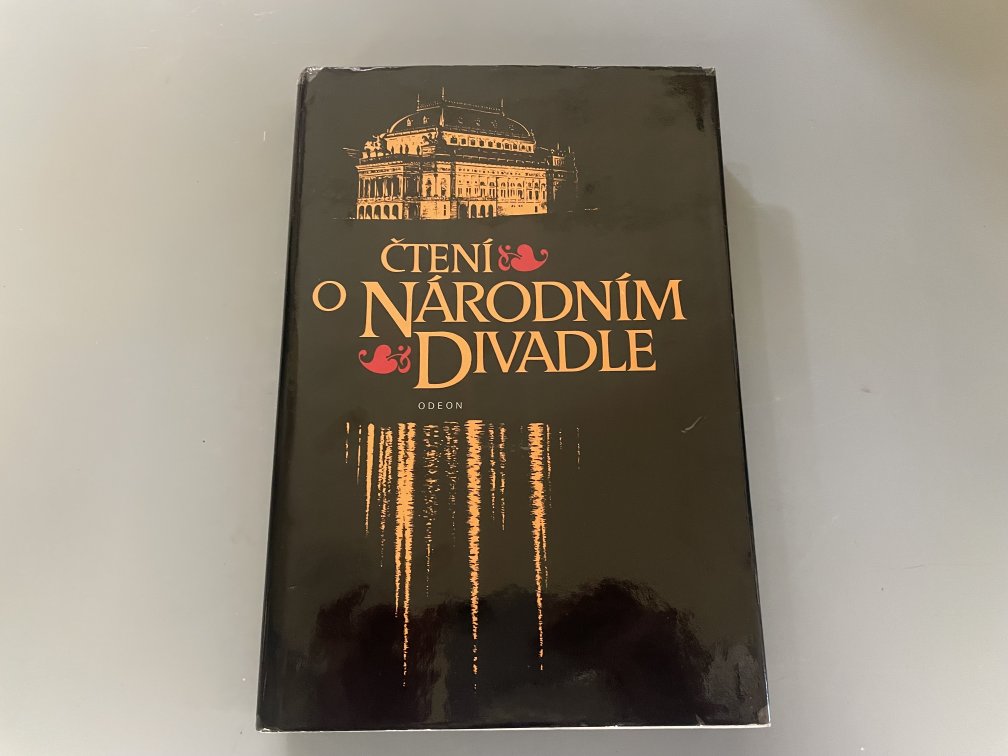 ČTENÍ
O NÁRODNÍM
DIVADLE
ODEON